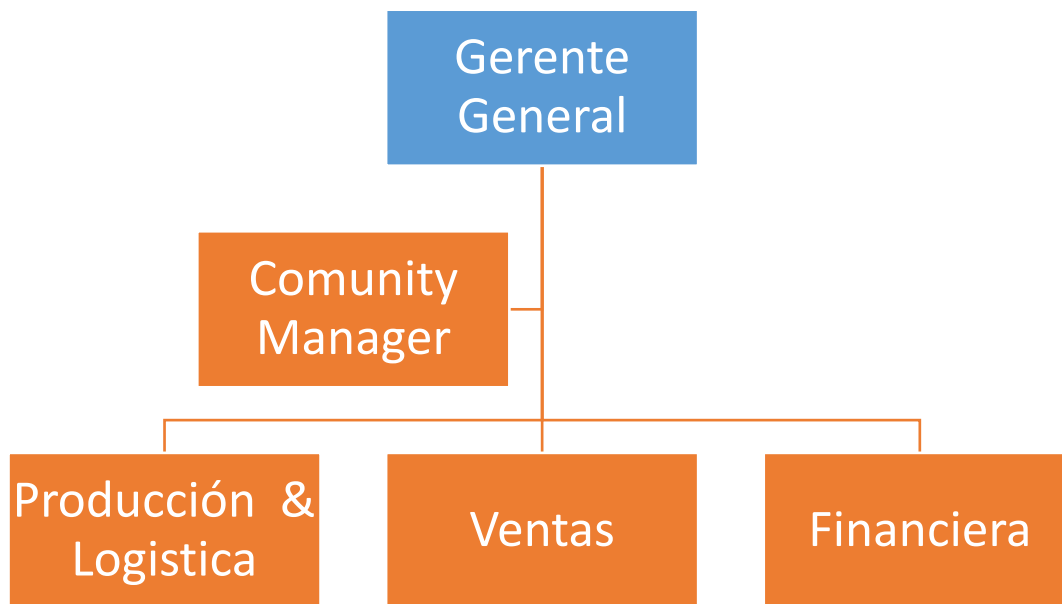 Gerente
General
Comunity
Manager
Producción &
Logistica
Ventas
Financiera